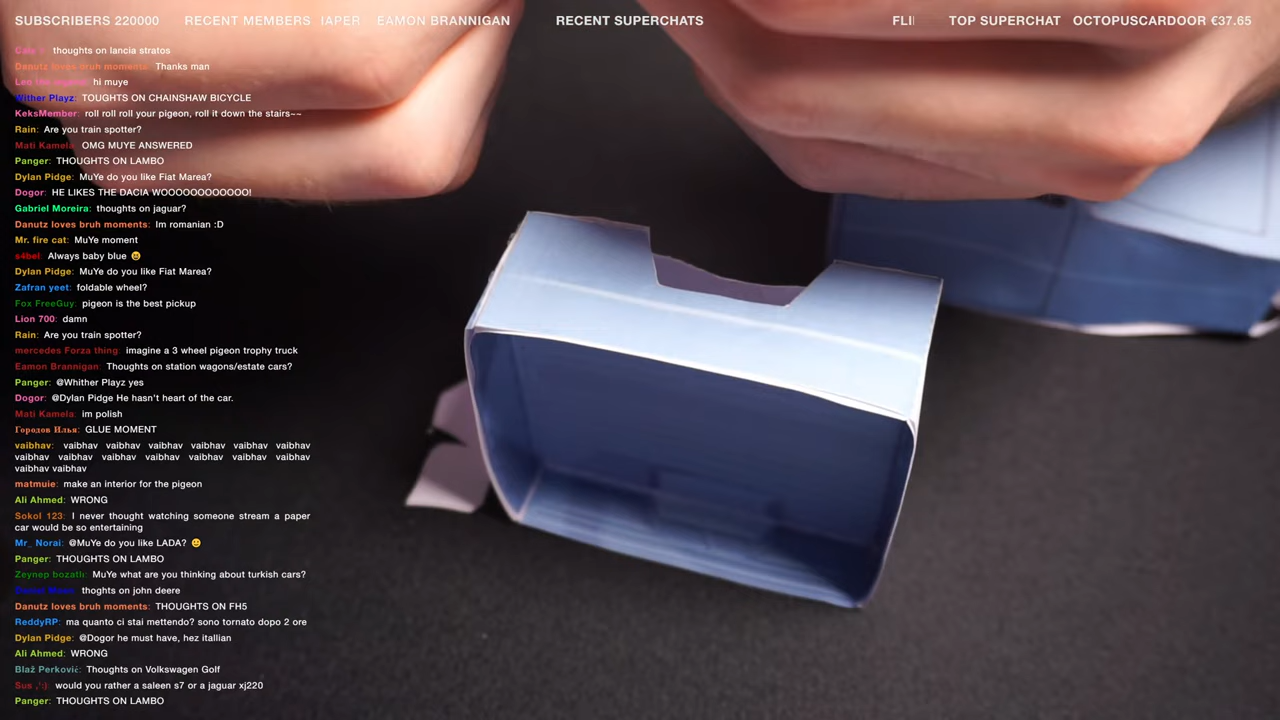 SUBSCRIBERS 220000 RECENT MEMBERS IAPER EAMON BRANNIGAN RECENT SUPERCHATS FLI TOP SUPERCHAT OCTOPUSCARDOOR €37.65
thoughts on lancia stratos
Danutz loves bruh moments: Thanks man
hi muye
Wither Playz: TOUGHTS ON CHAINSHAW BICYCLE
KeksMember: roll roll roll your pigeon, roll it down the stairs~~
Rain: Are you train spotter?
Mati Kamela: OMG MUYE ANSWERED
Panger: THOUGHTS ON LAMBO
Dylan Pidge: MuYe do you like Fiat Marea?
Dogor: HE LIKES THE DACIA WOOOOOOOOOOOO!
Gabriel Moreira: thoughts on jaguar?
Danutz loves bruh moments: Im romanian :D
Mr. fire cat: MuYe moment
s4bel: Always baby blue 😃
Dylan Pidge: MuYe do you like Fiat Marea?
Zafran yeet: foldable wheel?
Fox FreeGuy: pigeon is the best pickup
Lion 700: damn
Rain: Are you train spotter?
mercedes Forza thing: imagine a 3 wheel pigeon trophy truck
Eamon Brannigan: Thoughts on station wagons/estate cars?
Panger: @Whither Playz yes
Dogor: @Dylan Pidge He hasn't heart of the car.
Mati Kamela: im polish
Городов Илья: GLUE MOMENT
vaibhav: vaibhav vaibhav vaibhav vaibhav vaibhav vaibhav
vaibhav vaibhav vaibhav vaibhav vaibhav vaibhav vaibhav
vaibhav vaibhav
matmuie: make an interior for the pigeon
Ali Ahmed: WRONG
Sokol 123: I never thought watching someone stream a paper
car would be so entertaining
Mr_ Norai: @MuYe do you like LADA? 🙂
Panger: THOUGHTS ON LAMBO
Zeynep bozatlı: MuYe what are you thinking about turkish cars?
thoghts on john deere
Danutz loves bruh moments: THOUGHTS ON FH5
ReddyRP: ma quanto ci stai mettendo? sono tornato dopo 2 ore
Dylan Pidge: @Dogor he must have, hez itallian
Ali Ahmed: WRONG
Blaž Perković: Thoughts on Volkswagen Golf
Sus ,':): would you rather a saleen s7 or a jaguar xj220
Panger: THOUGHTS ON LAMBO